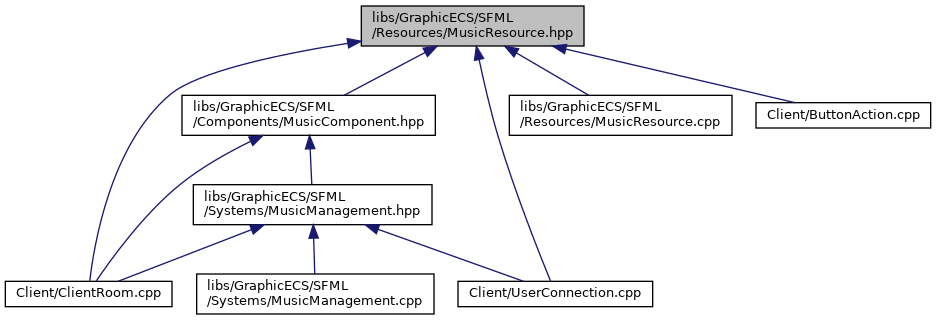 libs/GraphicECS/SFML
/Resources/MusicResource.hpp
libs/GraphicECS/SFML
/Components/MusicComponent.hpp
libs/GraphicECS/SFML
/Resources/MusicResource.cpp
Client/ButtonAction.cpp
libs/GraphicECS/SFML
/Systems/MusicManagement.hpp
Client/ClientRoom.cpp
libs/GraphicECS/SFML
/Systems/MusicManagement.cpp
Client/UserConnection.cpp